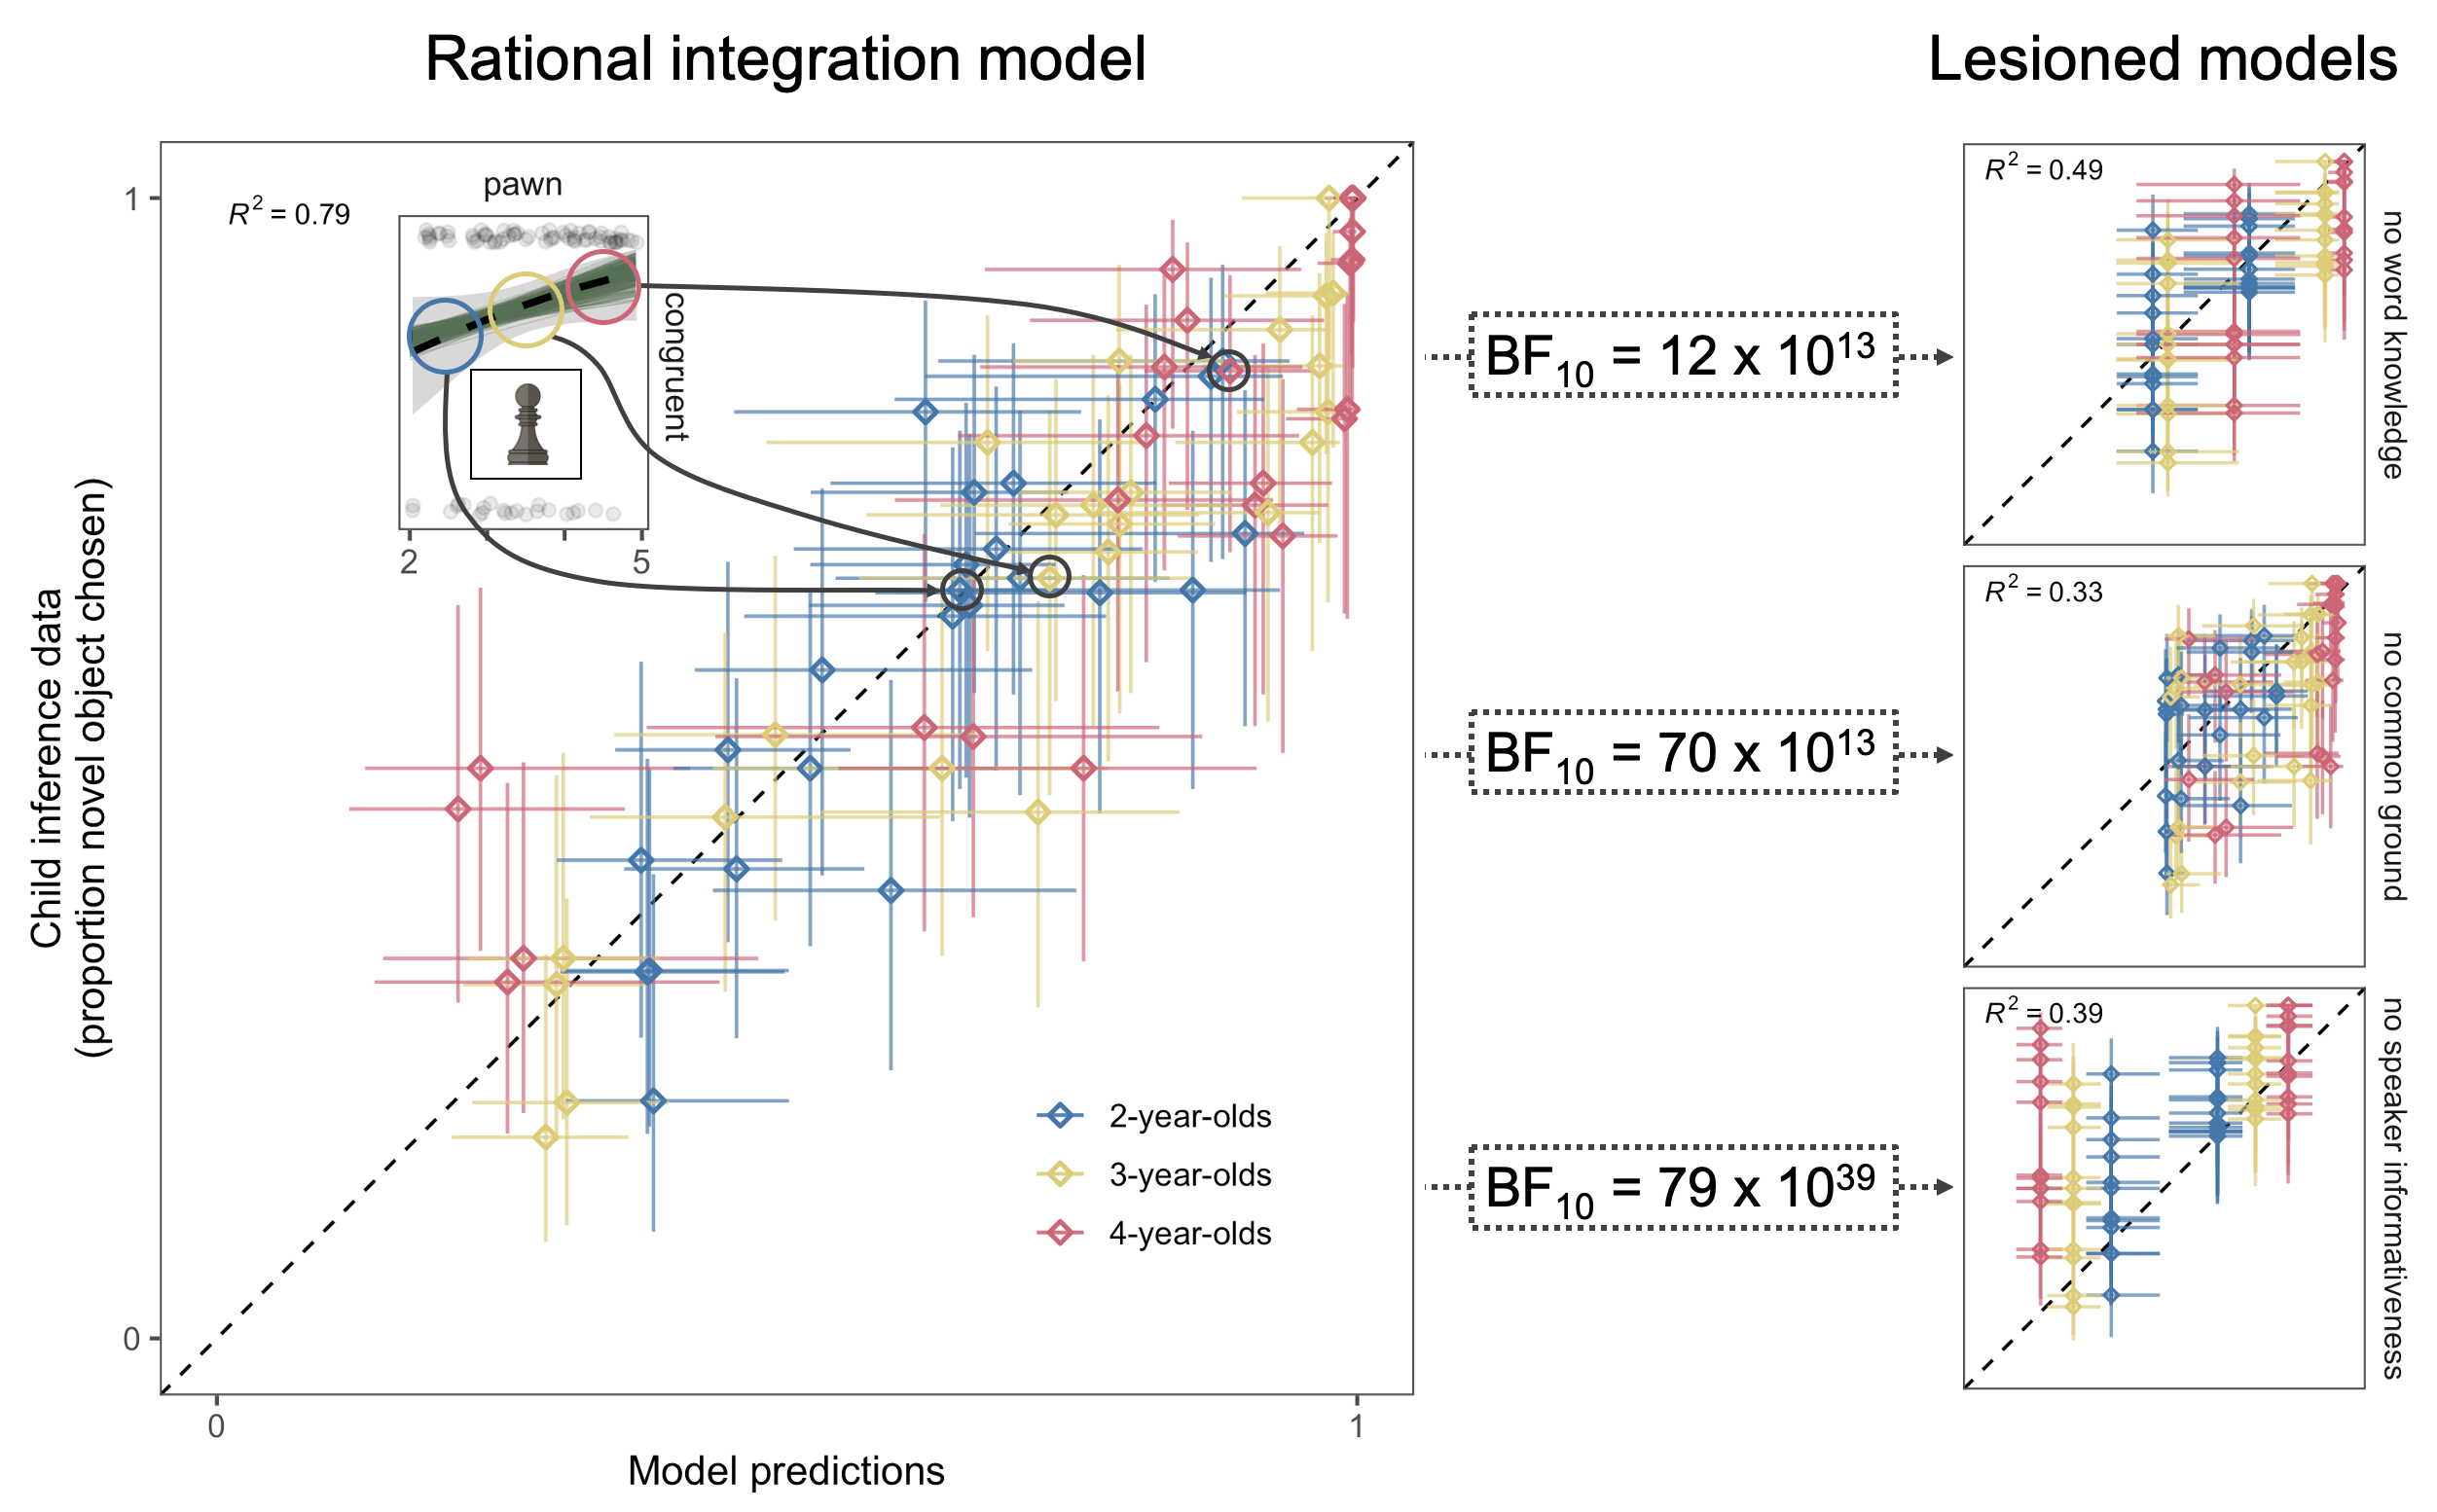 Rational integration model
Lesioned models
R² = 0.79
pawn
congruent
2
5
1
0
0
1
Child inference data
(proportion novel object chosen)
Model predictions
2-year-olds
3-year-olds
4-year-olds
BF₁₀ = 12 x 10¹³
BF₁₀ = 70 x 10¹³
BF₁₀ = 79 x 10³⁹
R² = 0.49
no word knowledge
R² = 0.33
no common ground
R² = 0.39
no speaker informativeness